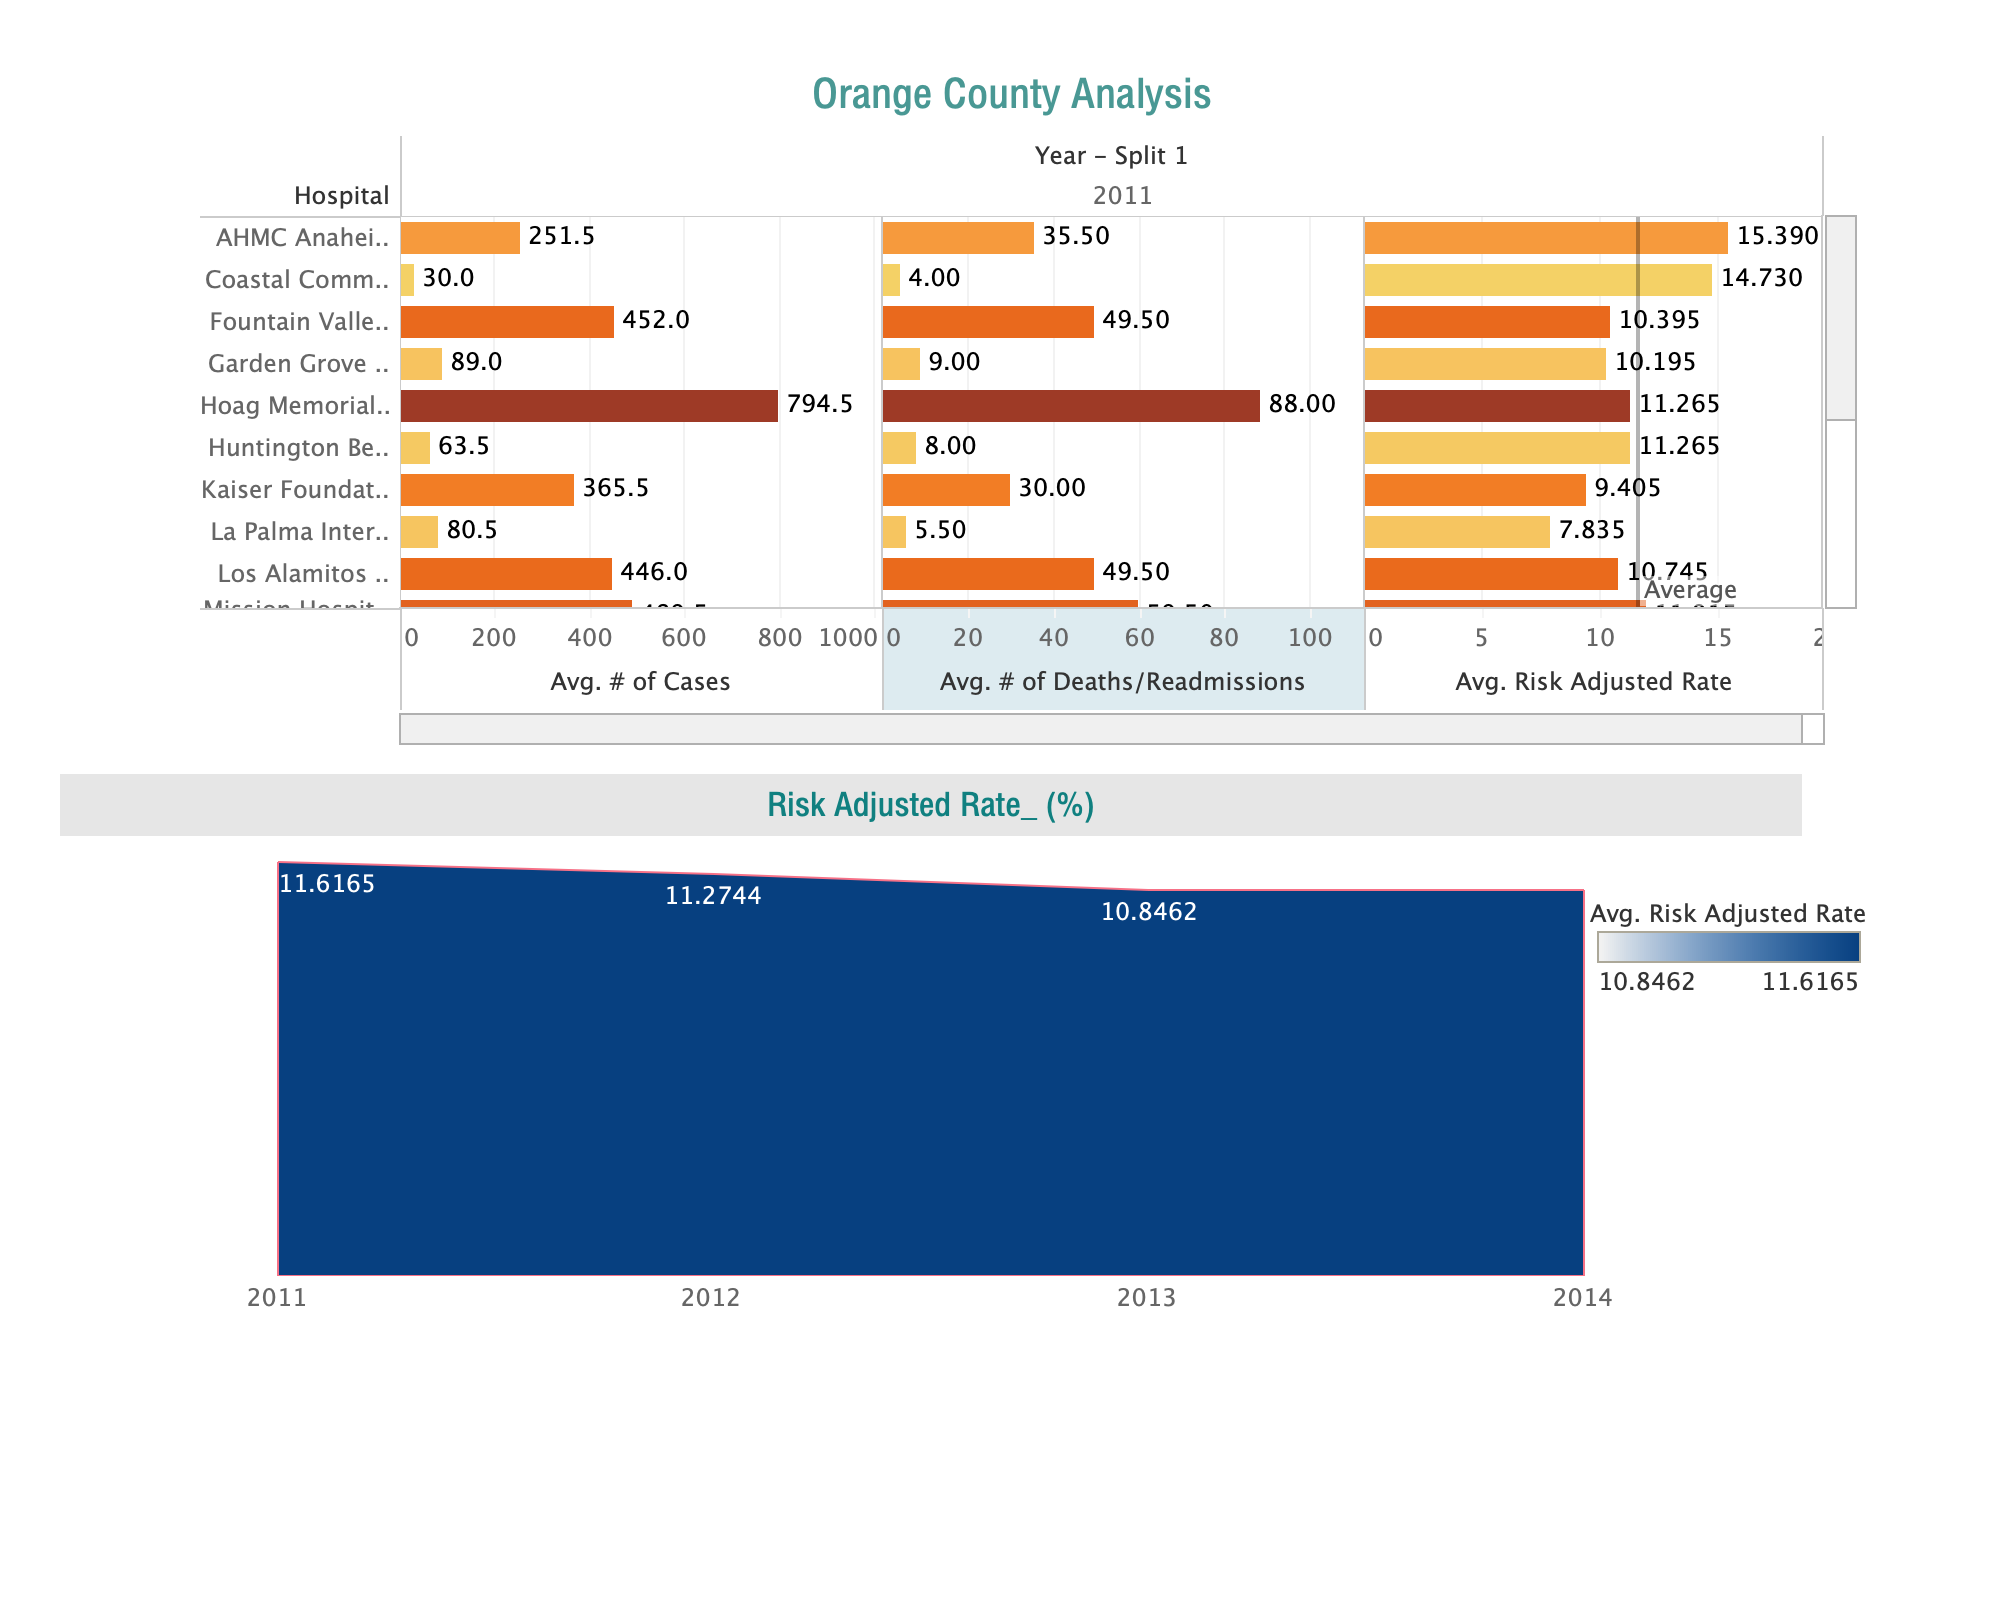 Orange County Analysis
Year – Split 1
Hospital 2011
AHMC Anahei.. 251.5 35.50 15.390
Coastal Comm.. 30.0 4.00 14.730
Fountain Valle.. 452.0 49.50 10.395
Garden Grove .. 89.0 9.00 10.195
Hoag Memorial.. 794.5 88.00 11.265
Huntington Be.. 63.5 8.00 11.265
Kaiser Foundat.. 365.5 30.00 9.405
La Palma Inter.. 80.5 5.50 7.835
Los Alamitos .. 446.0 49.50 10.745
Average
Mission Hospit..
0 200 400 600 800 1000 0 20 40 60 80 100 0 5 10 15
Avg. # of Cases Avg. # of Deaths/Readmissions Avg. Risk Adjusted Rate
Risk Adjusted Rate_ (%)
11.6165
11.2744
10.8462
Avg. Risk Adjusted Rate
10.8462 11.6165
2011 2012 2013 2014